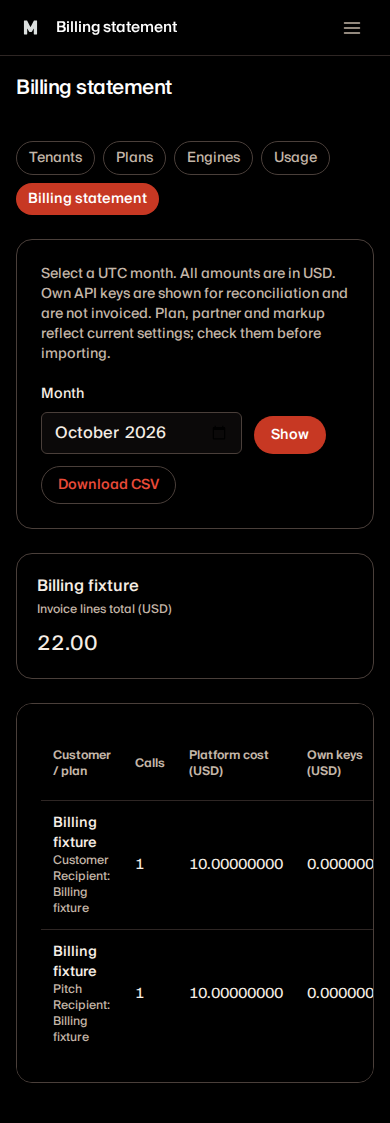 M Billing statement
Billing statement
Tenants Plans Engines Usage
Billing statement
Select a UTC month. All amounts are in USD.
Own API keys are shown for reconciliation and
are not invoiced. Plan, partner and markup
reflect current settings; check them before
importing.
Month
October 2026 Show
Download CSV
Billing fixture
Invoice lines total (USD)
22.00
Customer / plan Calls Platform cost (USD) Own keys (USD)
Billing
fixture
Customer
Recipient:
Billing
fixture
1 10.00000000 0.000000
Billing
fixture
Pitch
Recipient:
Billing
fixture
1 10.00000000 0.000000